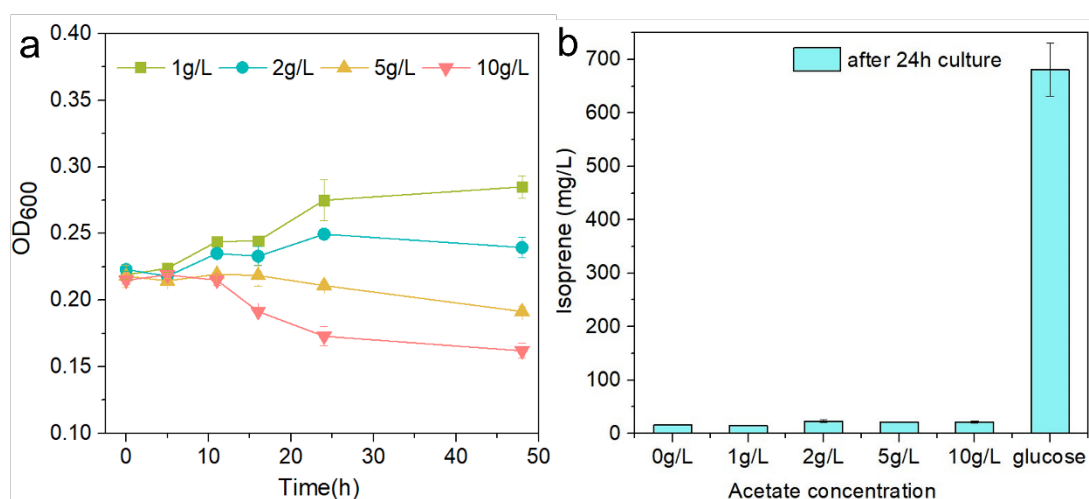 a
1g/L 2g/L 5g/L 10g/L
0.40
0.35
0.30
0.25
0.20
0.15
0.10
OD600
0 10 20 30 40 50
Time(h)
b
after 24h culture
700
600
500
400
300
200
100
0
Isoprene (mg/L)
0g/L 1g/L 2g/L 5g/L 10g/L glucose
Acetate concentration